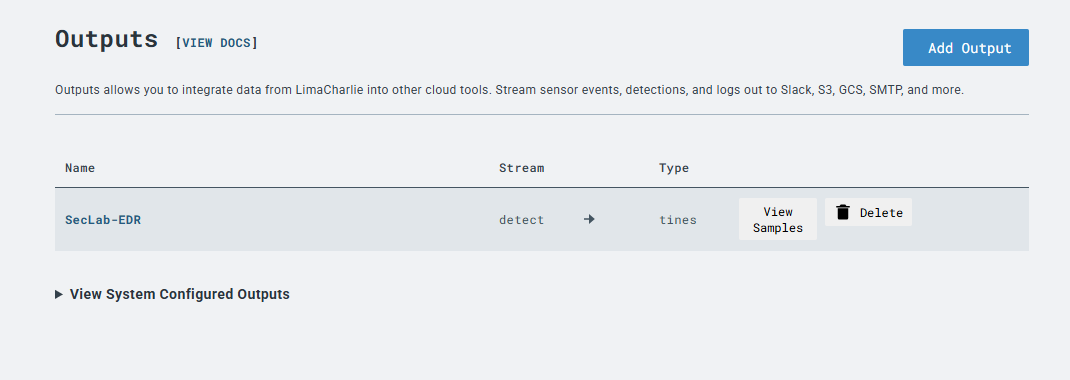 Outputs [VIEW DOCS]
Add Output
Outputs allows you to integrate data from LimaCharlie into other cloud tools. Stream sensor events, detections, and logs out to Slack, S3, GCS, SMTP, and more.
Name Stream Type
SecLab-EDR detect → tines
View
Samples
Delete
View System Configured Outputs